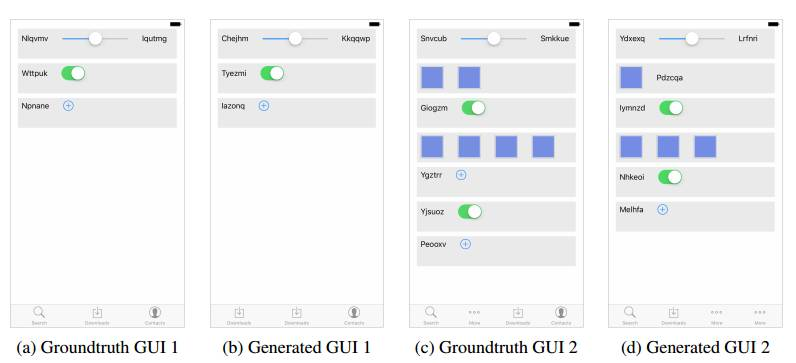 Nlqvmv Iqutmg
Wttpuk
Npnane
Search Downloads Contacts
(a) Groundtruth GUI 1
Chejhm Kkqqwp
Tyezmi
Iazonq
Downloads Downloads Contacts
(b) Generated GUI 1
Snvcub Smkkue
Giogzm
Ygztrr
Yjsuoz
Peooxv
Search More Downloads Contacts
(c) Groundtruth GUI 2
Ydxexq Lrfnri
Pdzcqa
Iymnzd
Nhkeoi
Melhfa
Search Downloads More More
(d) Generated GUI 2